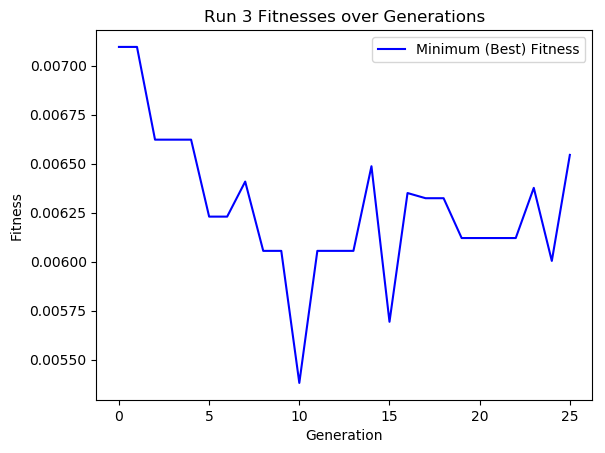 Run 3 Fitnesses over Generations
Minimum (Best) Fitness
0.00700
0.00675
0.00650
0.00625
0.00600
0.00575
0.00550
Fitness
0 5 10 15 20 25
Generation